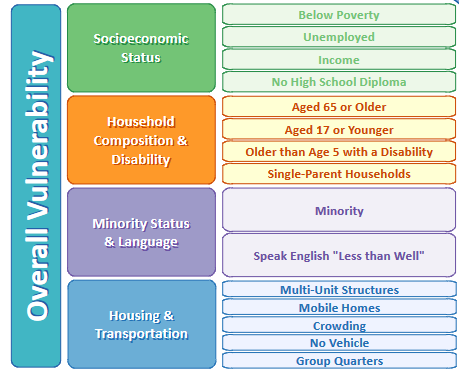 Overall Vulnerability
Socioeconomic
Status
Below Poverty
Unemployed
Income
No High School Diploma
Household
Composition &
Disability
Aged 65 or Older
Aged 17 or Younger
Older than Age 5 with a Disability
Single-Parent Households
Minority Status
& Language
Minority
Speak English "Less than Well"
Housing &
Transportation
Multi-Unit Structures
Mobile Homes
Crowding
No Vehicle
Group Quarters